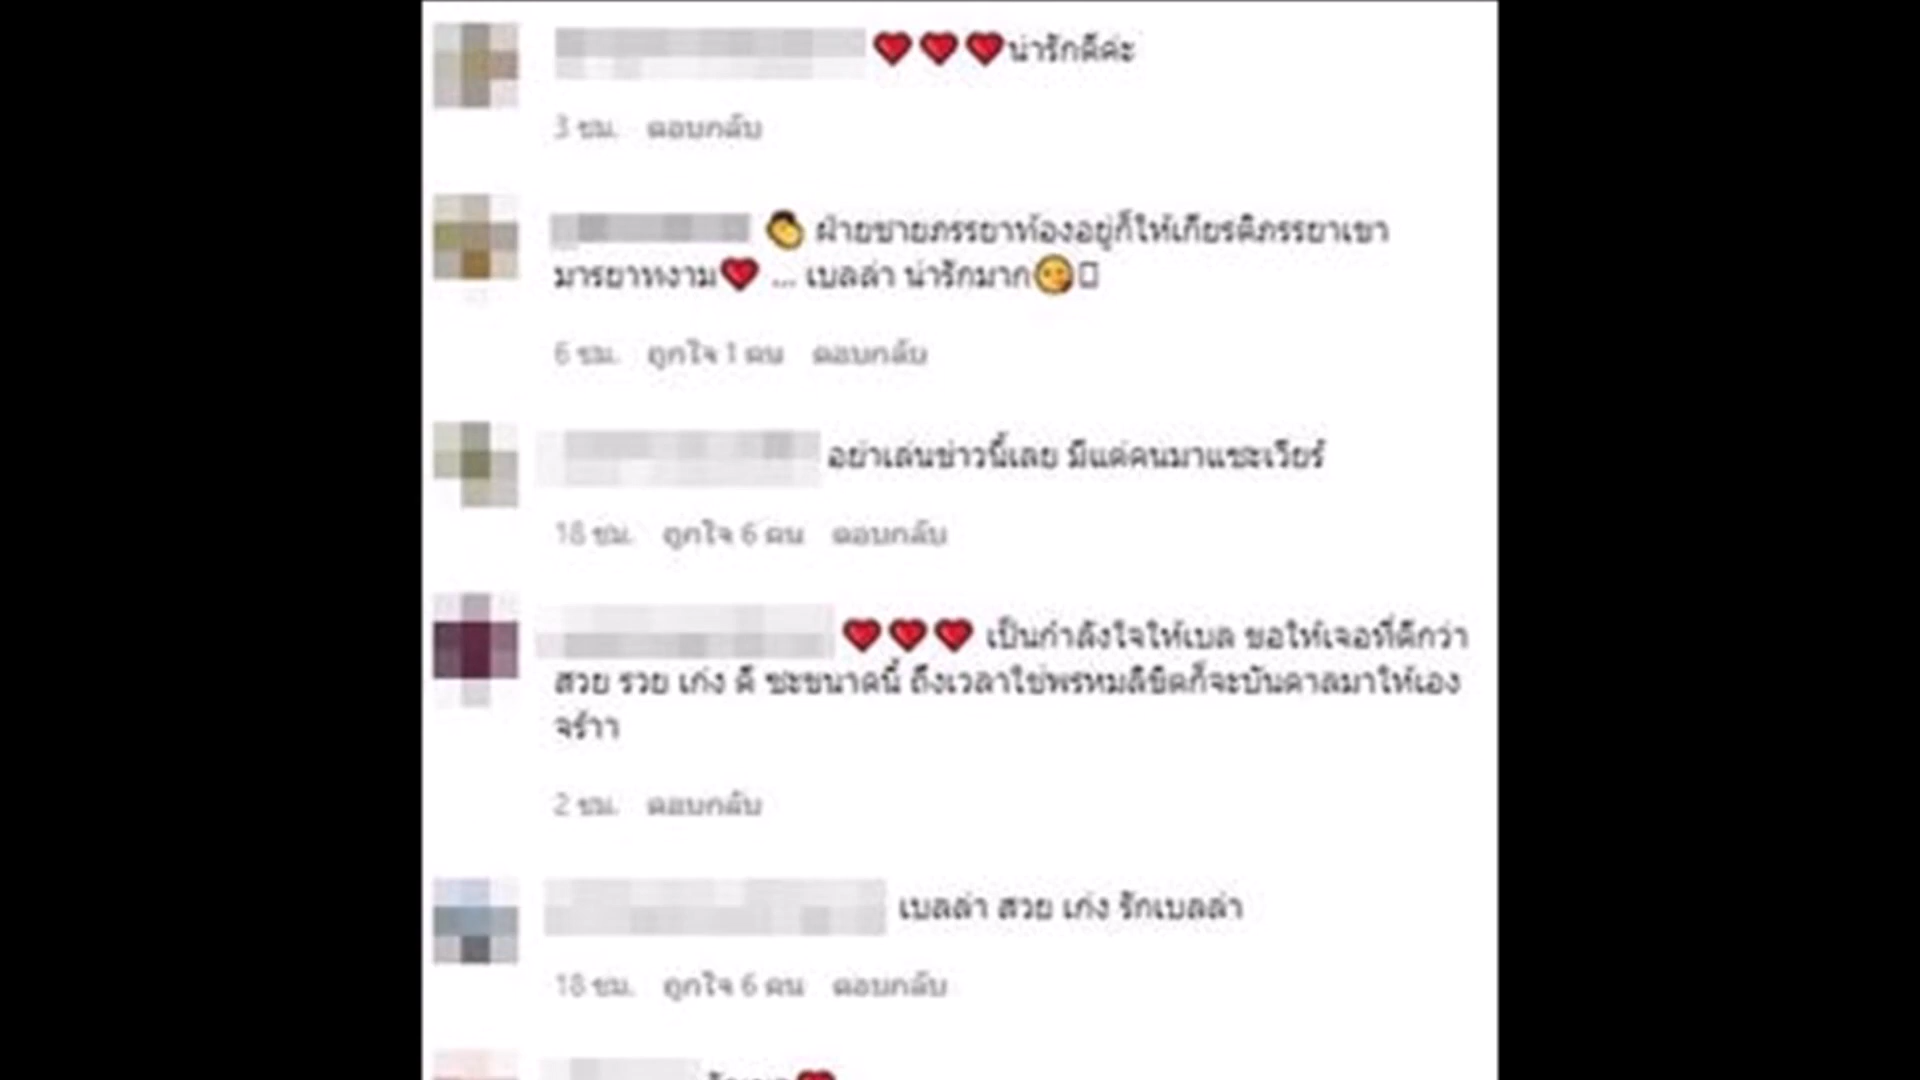 ❤️❤️❤️น่ารักดีค่ะ
3 ชม. ตอบกลับ
👏 ฝ่ายชายภรรยาท้องอยู่ก็ให้เกียรติภรรยาเขา
มารยาทงาม❤️ ... เบลล่า น่ารักมาก😋
6 ชม. ถูกใจ 1 คน ตอบกลับ
อย่าเล่นข่าวนี้เลย มีแต่คนมาแซะเวียร์
18 ชม. ถูกใจ 6 คน ตอบกลับ
❤️❤️❤️ เป็นกำลังใจให้เบล ขอให้เจอที่ดีกว่า
สวย รวย เก่ง ดี ซะขนาดนี้ ถึงเวลาใช่พรหมลิขิตก็จะบันดาลมาให้เอง
จร้าา
2 ชม. ตอบกลับ
เบลล่า สวย เก่ง รักเบลล่า
18 ชม. ถูกใจ 6 คน ตอบกลับ